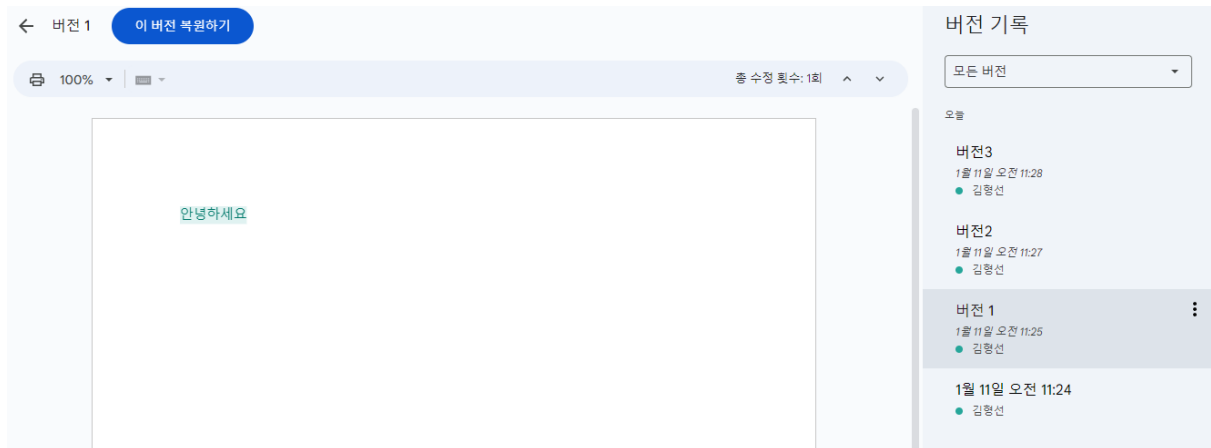 버전 1
이 버전 복원하기
100%
총 수정 횟수: 1회
안녕하세요
버전 기록
모든 버전
오늘
버전3
1월 11일 오전 11:28
김형선
버전2
1월 11일 오전 11:27
김형선
버전 1
1월 11일 오전 11:25
김형선
1월 11일 오전 11:24
김형선